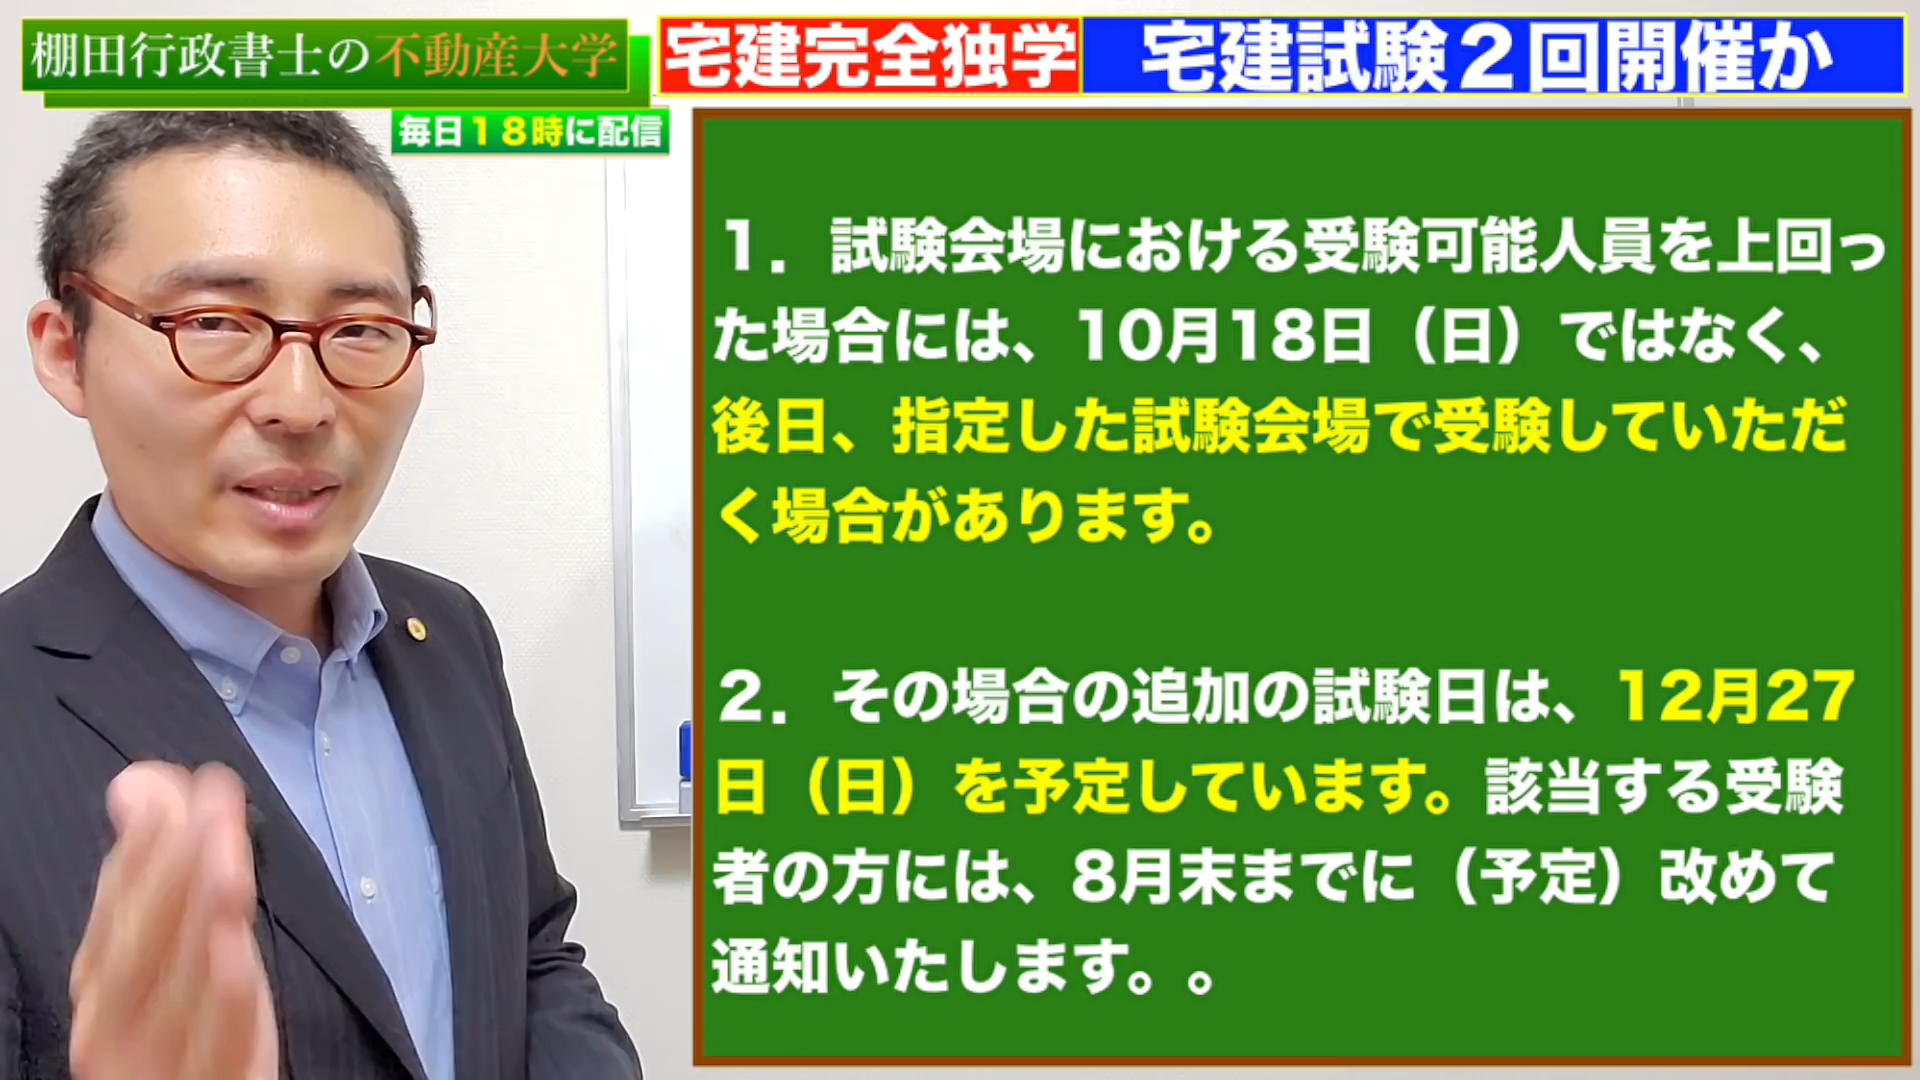 棚田行政書士の不動産大学
宅建完全独学
宅建試験２回開催か
毎日１８時に配信
１．試験会場における受験可能人員を上回っ
た場合には、10月18日（日）ではなく、
後日、指定した試験会場で受験していただ
く場合があります。
２．その場合の追加の試験日は、12月27
日（日）を予定しています。該当する受験
者の方には、8月末までに（予定）改めて
通知いたします。。